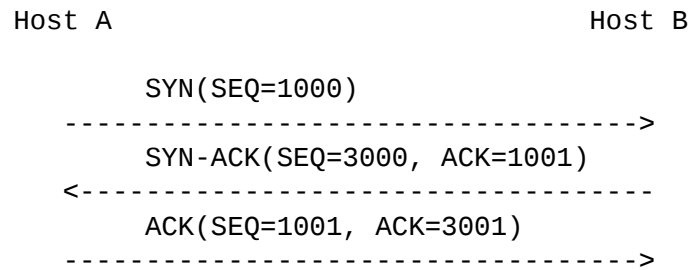 Host A Host B
SYN(SEQ=1000)
----------------------------------->
SYN-ACK(SEQ=3000, ACK=1001)
<-----------------------------------
ACK(SEQ=1001, ACK=3001)
----------------------------------->